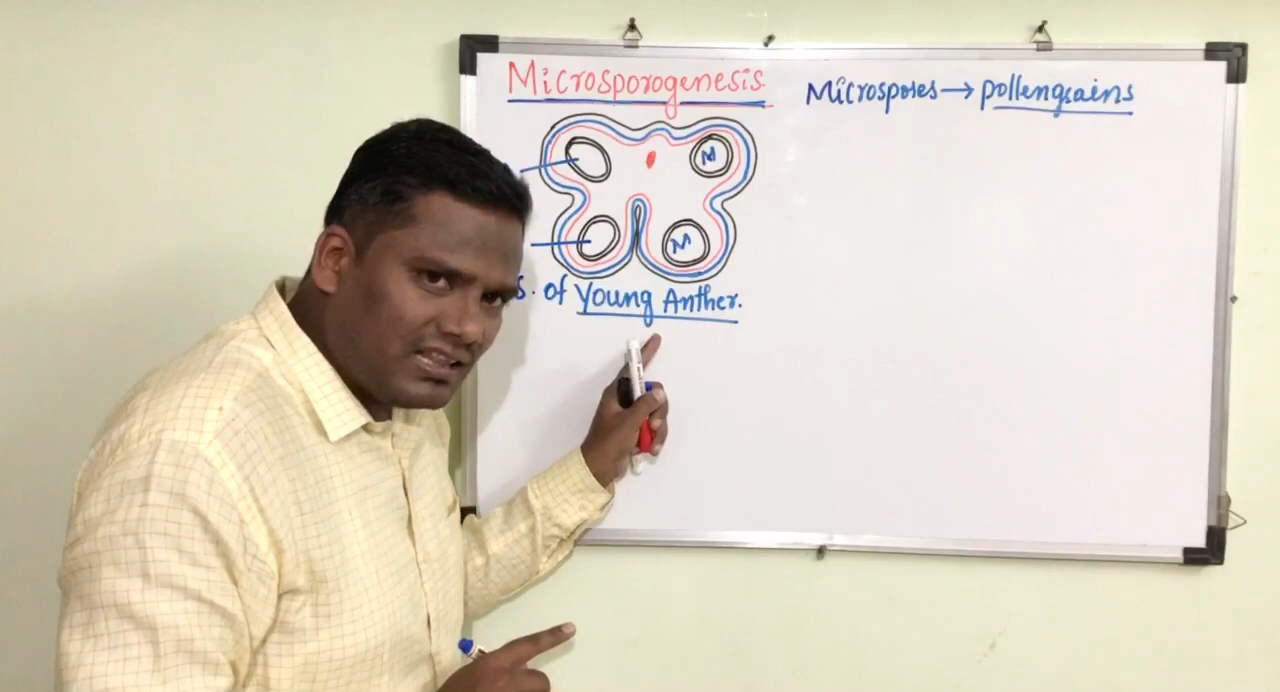 Microsporogenesis.
Microspores → pollengrains
M
M
S. of Young Anther.